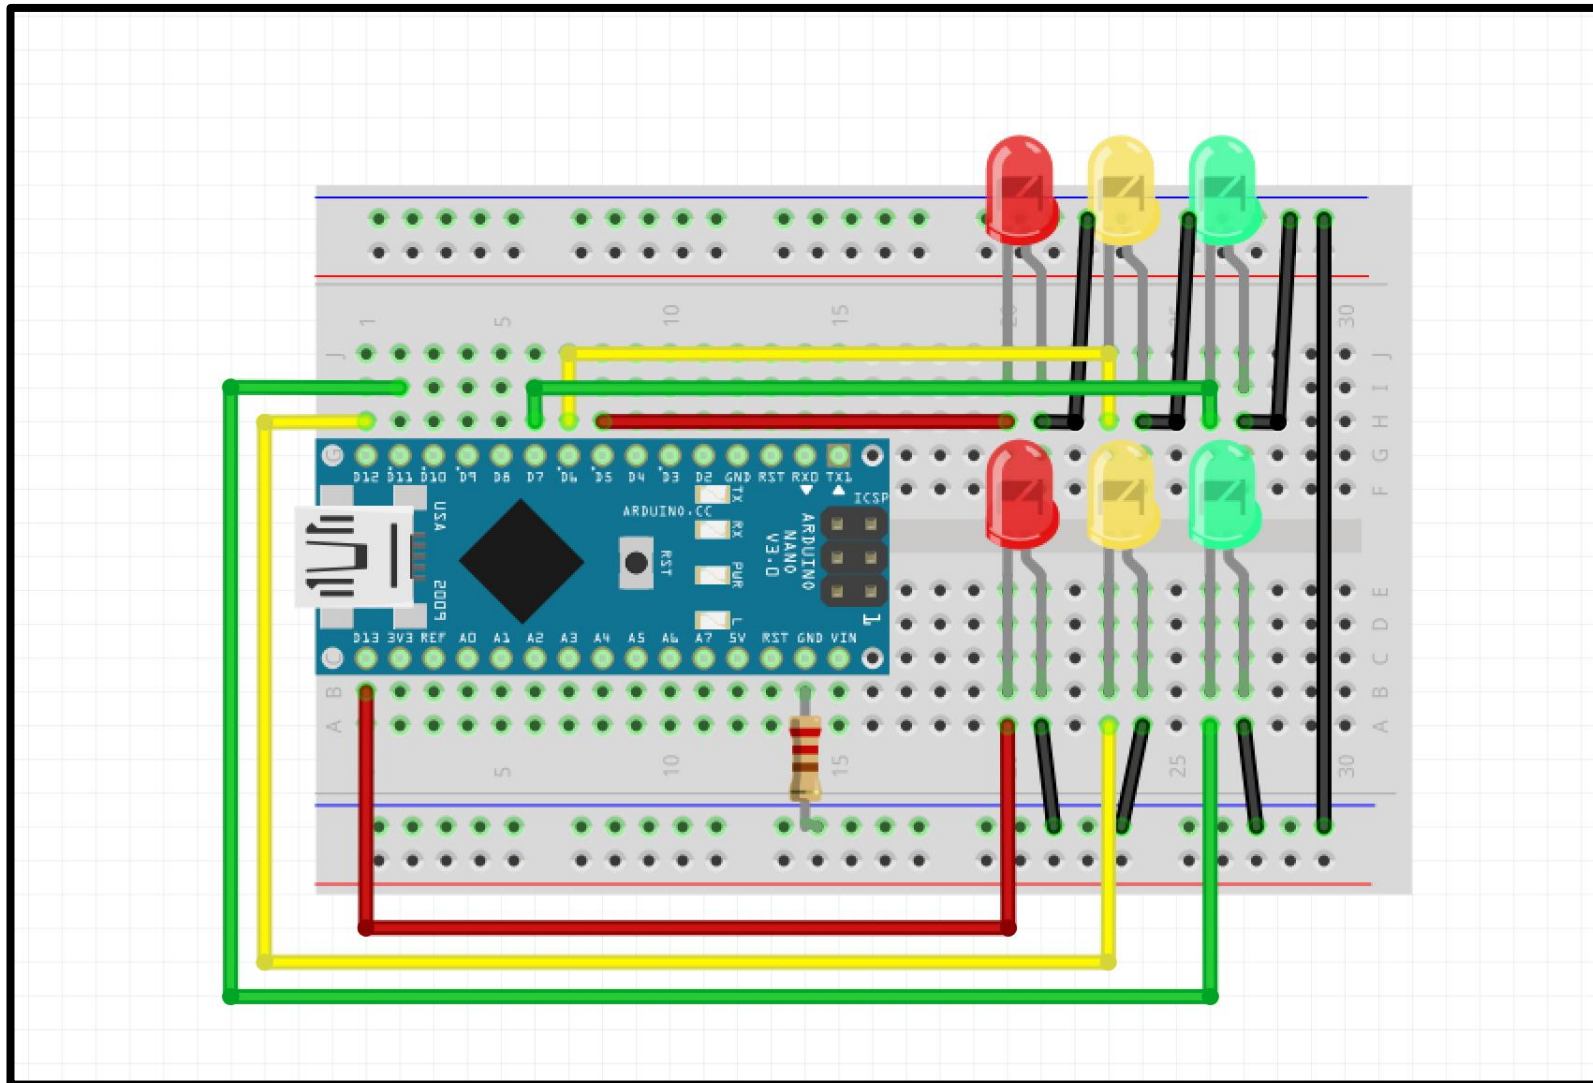 1 5 10 15 20 25 30
J J
I I
H H
G G
F
D12 D11 D10 D9 D8 D7 D6 D5 D4 D3 D2 GND RST RX0 TX1
ICSP
TX
USA
ARDUINO.CC
RX
ARDUINO
NANO
V3.0
RST
PWR
2009
L
1
E
D
D13 3V3 REF A0 A1 A2 A3 A4 A5 A6 A7 5V RST GND VIN
C C
B B
A A
5 10 15 25 30